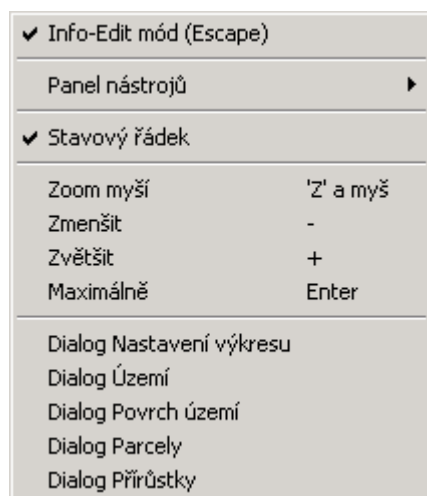 Info-Edit mód (Escape)
Panel nástrojů
Stavový řádek
Zoom myší 'Z' a myš
Zmenšit -
Zvětšit +
Maximálně Enter
Dialog Nastavení výkresu
Dialog Území
Dialog Povrch území
Dialog Parcely
Dialog Přírůstky